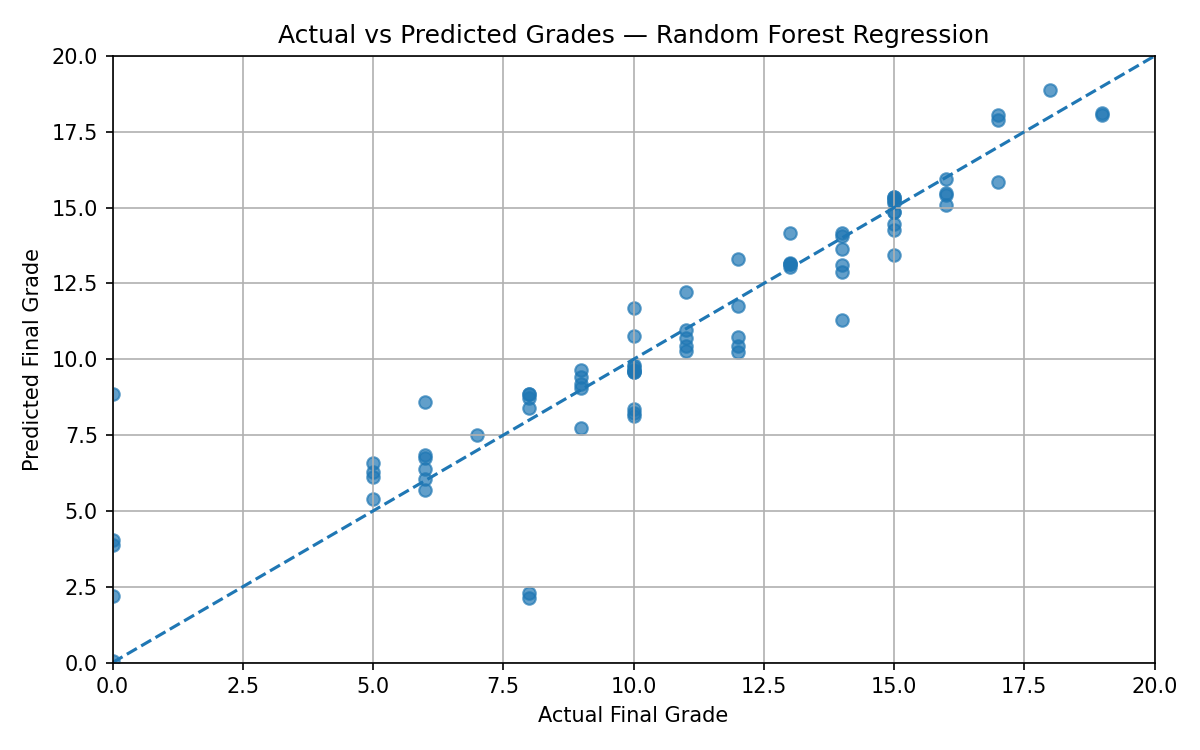 Actual vs Predicted Grades — Random Forest Regression
20.0
17.5
15.0
12.5
10.0
7.5
5.0
2.5
0.0
Predicted Final Grade
0.0 2.5 5.0 7.5 10.0 12.5 15.0 17.5 20.0
Actual Final Grade